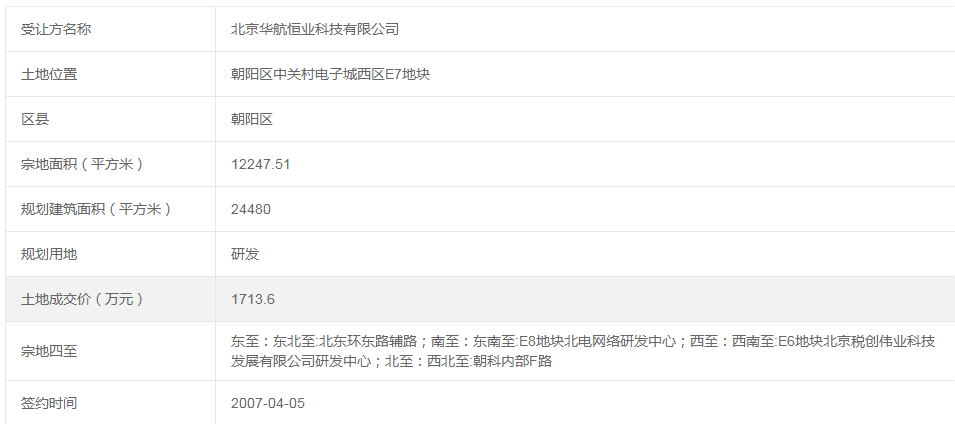 受让方名称 北京华航恒业科技有限公司
土地位置 朝阳区中关村电子城西区E7地块
区县 朝阳区
宗地面积（平方米） 12247.51
规划建筑面积（平方米） 24480
规划用地 研发
土地成交价（万元） 1713.6
宗地四至 东至：东北至:北东环东路辅路；南至：东南至:E8地块北电网络研发中心；西至：西南至:E6地块北京税创伟业科技
发展有限公司研发中心；北至：西北至:朝科内部F路
签约时间 2007-04-05